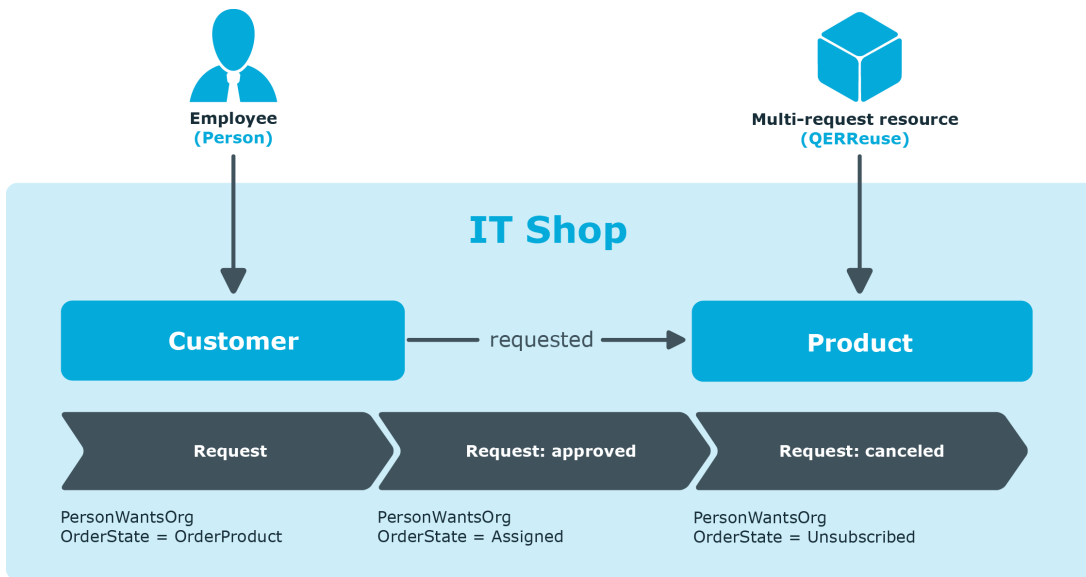 Employee
(Person)
Multi-request resource
(QERReuse)
IT Shop
Customer
requested
Product
Request
Request: approved
Request: canceled
PersonWantsOrg
OrderState = OrderProduct
PersonWantsOrg
OrderState = Assigned
PersonWantsOrg
OrderState = Unsubscribed